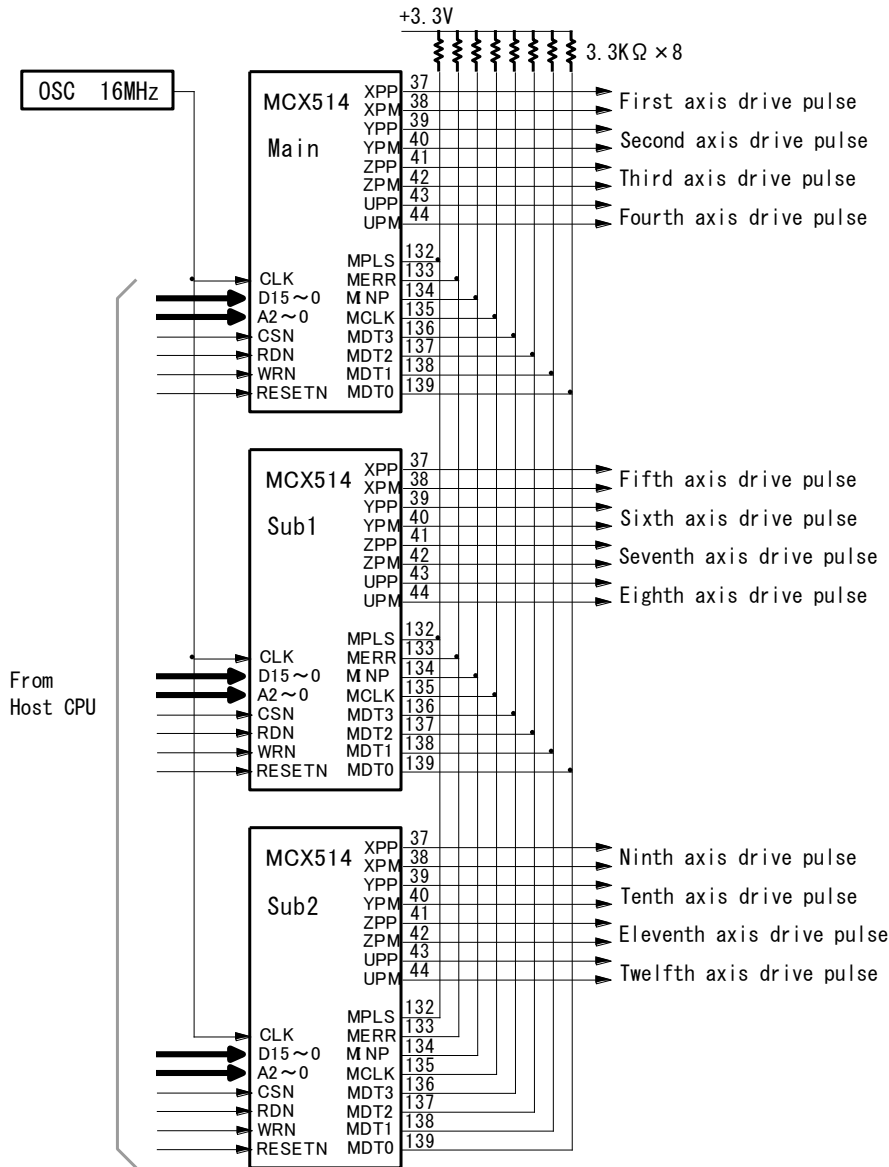 +3.3V
3.3KΩ ×8
OSC 16MHz
MCX514
Main
XPP 37
XPM 38
YPP 39
YPM 40
ZPP 41
ZPM 42
UPP 43
UPM 44
First axis drive pulse
Second axis drive pulse
Third axis drive pulse
Fourth axis drive pulse
MPLS 132
CLK MERR 133
D15~0 MINP 134
A2~0 MCLK 135
CSN MDT3 136
RDN MDT2 137
WRN MDT1 138
RESETN MDT0 139
MCX514
Sub1
XPP 37
XPM 38
YPP 39
YPM 40
ZPP 41
ZPM 42
UPP 43
UPM 44
Fifth axis drive pulse
Sixth axis drive pulse
Seventh axis drive pulse
Eighth axis drive pulse
MPLS 132
CLK MERR 133
D15~0 MINP 134
A2~0 MCLK 135
CSN MDT3 136
RDN MDT2 137
WRN MDT1 138
RESETN MDT0 139
From
Host CPU
MCX514
Sub2
XPP 37
XPM 38
YPP 39
YPM 40
ZPP 41
ZPM 42
UPP 43
UPM 44
Ninth axis drive pulse
Tenth axis drive pulse
Eleventh axis drive pulse
Twelfth axis drive pulse
MPLS 132
CLK MERR 133
D15~0 MINP 134
A2~0 MCLK 135
CSN MDT3 136
RDN MDT2 137
WRN MDT1 138
RESETN MDT0 139